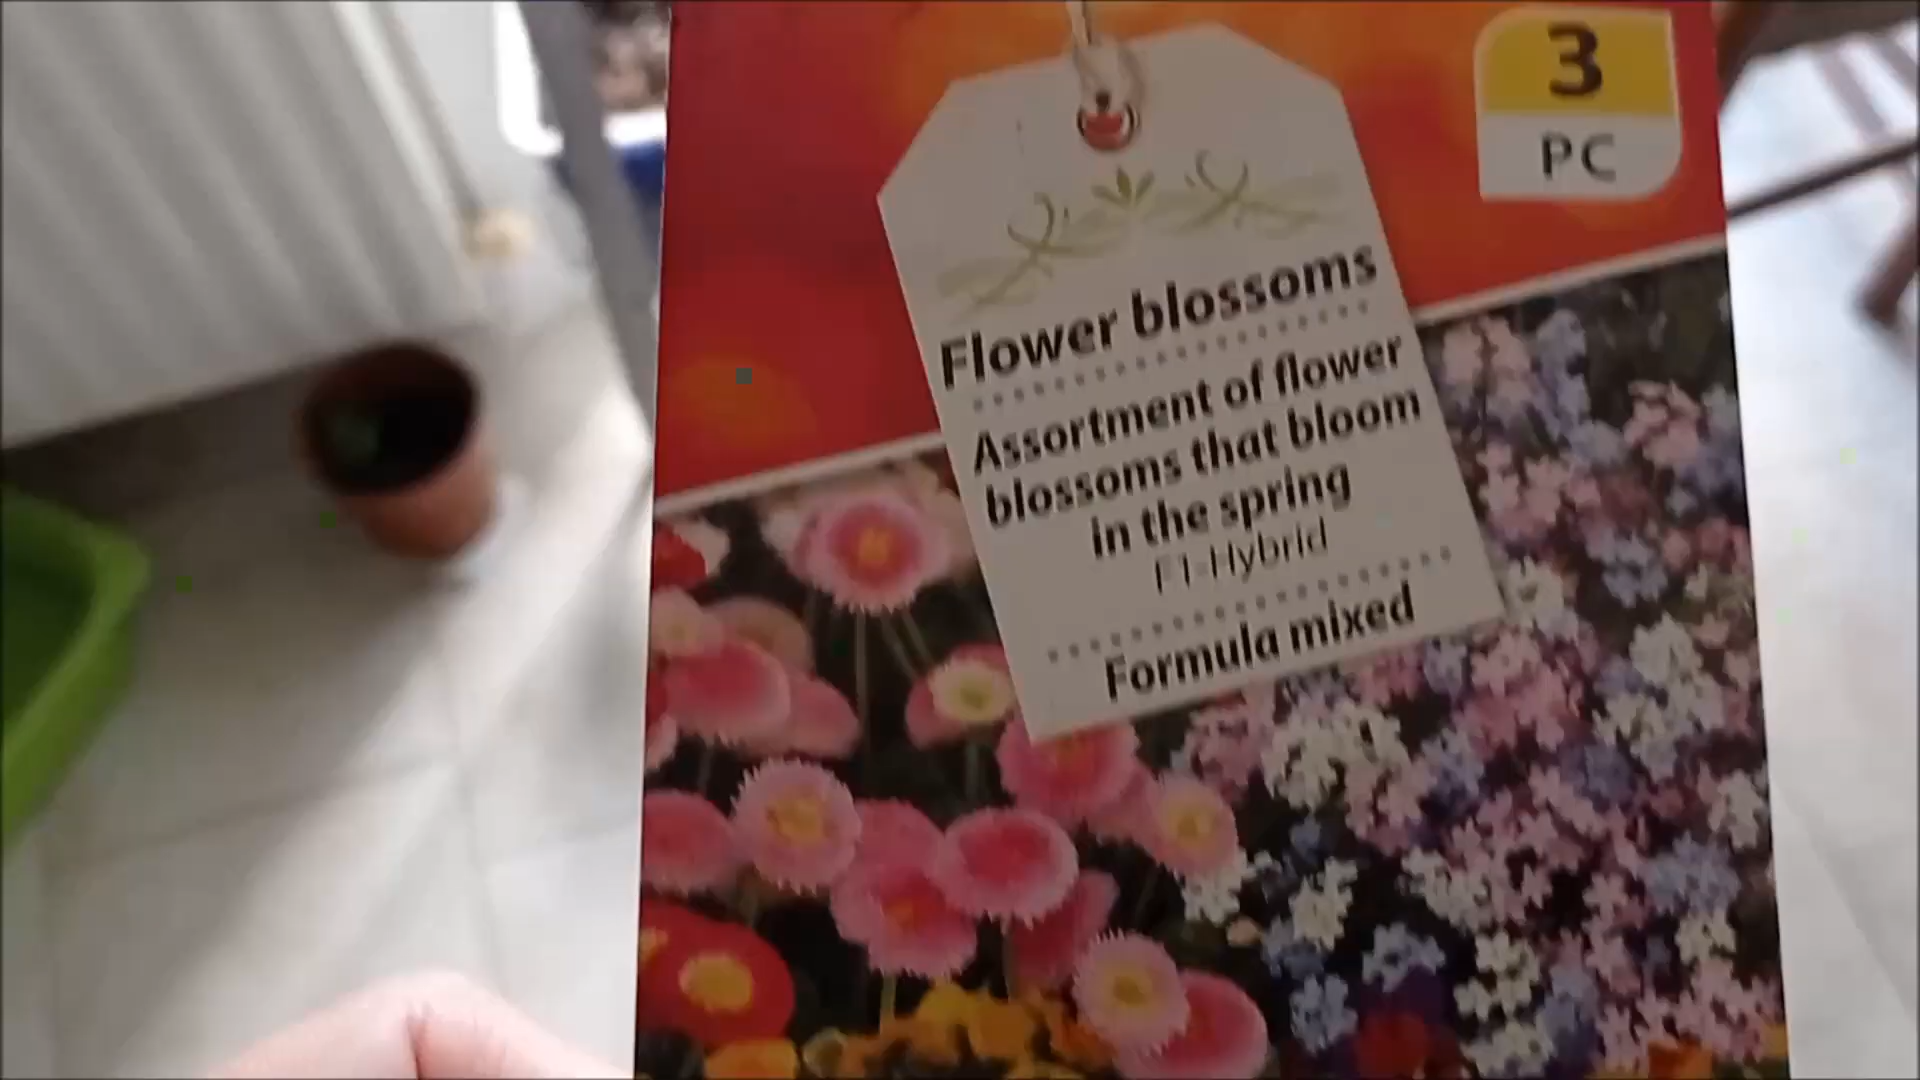 3
PC
Flower blossoms
Assortment of flower
blossoms that bloom
in the spring
F1-Hybrid
Formula mixed